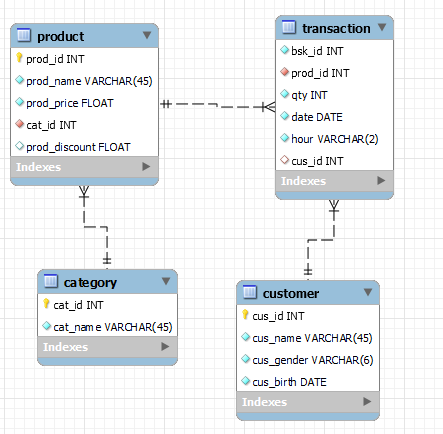 product
prod_id INT
prod_name VARCHAR(45)
prod_price FLOAT
cat_id INT
prod_discount FLOAT
Indexes
transaction
bsk_id INT
prod_id INT
qty INT
date DATE
hour VARCHAR(2)
cus_id INT
Indexes
category
cat_id INT
cat_name VARCHAR(45)
Indexes
customer
cus_id INT
cus_name VARCHAR(45)
cus_gender VARCHAR(6)
cus_birth DATE
Indexes